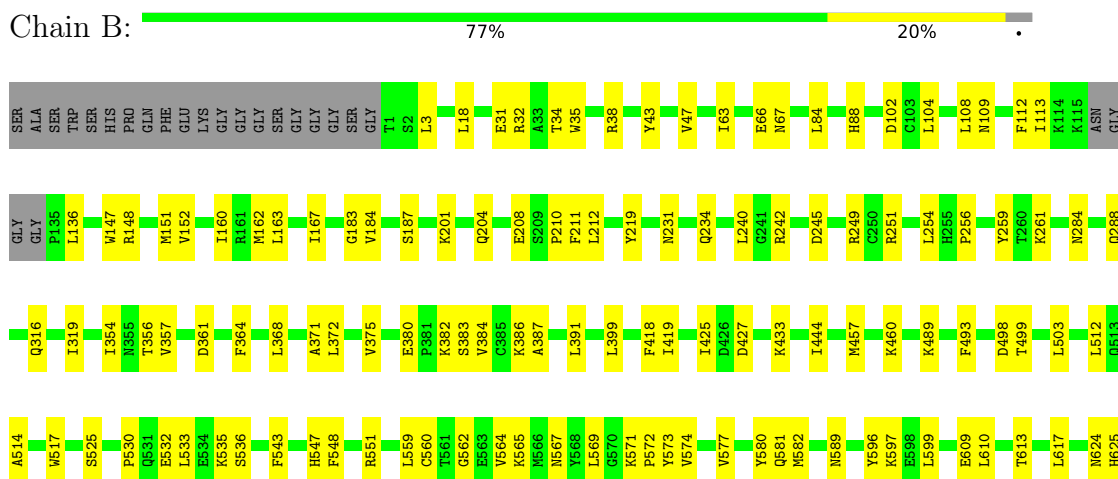 Chain B:
77% 20% •
SER ALA SER TRP SER HIS PRO GLN PHE GLU LYS GLY GLY GLY SER GLY GLY GLY SER GLY T1 S2 L3 L18 E31 R32 A33 T34 W35 R38 Y43 V47 I63 E66 N67 L84 H88 D102 C103 L104 L108 N109 F112 I113 K114 K115 ASN GLY
GLY GLY P135 L136 W147 R148 M151 V152 I160 R161 M162 L163 I167 G183 V184 S187 K201 Q204 E208 S209 P210 F211 L212 Y219 N231 Q234 L240 G241 R242 D245 R249 C250 R251 L254 H255 P256 Y259 T260 K261 N284 D288
Q316 I319 I354 N355 T356 V357 D361 F364 L368 A371 L372 V375 E380 P381 K382 S383 V384 C385 K386 A387 L391 L399 F418 I419 I425 D426 D427 K433 I444 M457 K460 K489 F493 D498 T499 L503 L512 Q513
A514 W517 S525 P530 Q531 E532 L533 E534 K535 S536 F543 H547 F548 R551 L559 C560 T561 G562 E563 V564 K565 M566 N567 Y568 L569 G570 K571 P572 Y573 V574 V577 Y580 Q581 M582 N589 Y596 K597 E598 L599 E609 L610 T613 L617 N624 H625